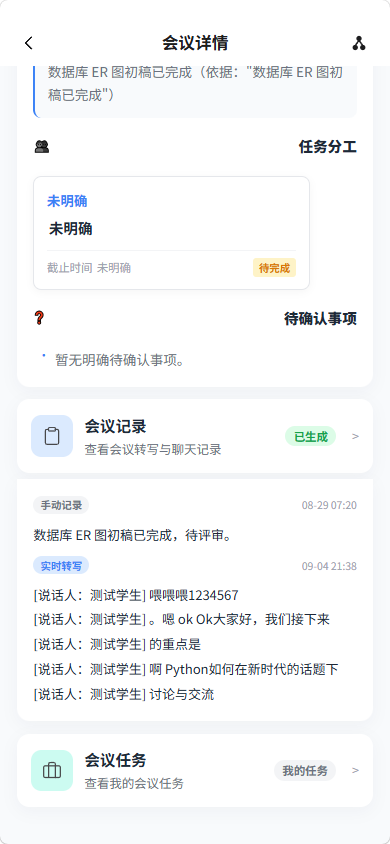 会议详情
数据库 ER 图初稿已完成（依据："数据库 ER 图初
稿已完成"）
任务分工
未明确
未明确
截止时间 未明确
待完成
待确认事项
暂无明确待确认事项。
会议记录
查看会议转写与聊天记录
已生成
>
手动记录
08-29 07:20
数据库 ER 图初稿已完成，待评审。
实时转写
09-04 21:38
[说话人：测试学生] 喂喂喂1234567
[说话人：测试学生] 。嗯 ok Ok大家好，我们接下来
[说话人：测试学生] 的重点是
[说话人：测试学生] 啊 Python如何在新时代的话题下
[说话人：测试学生] 讨论与交流
会议任务
查看我的会议任务
我的任务
>